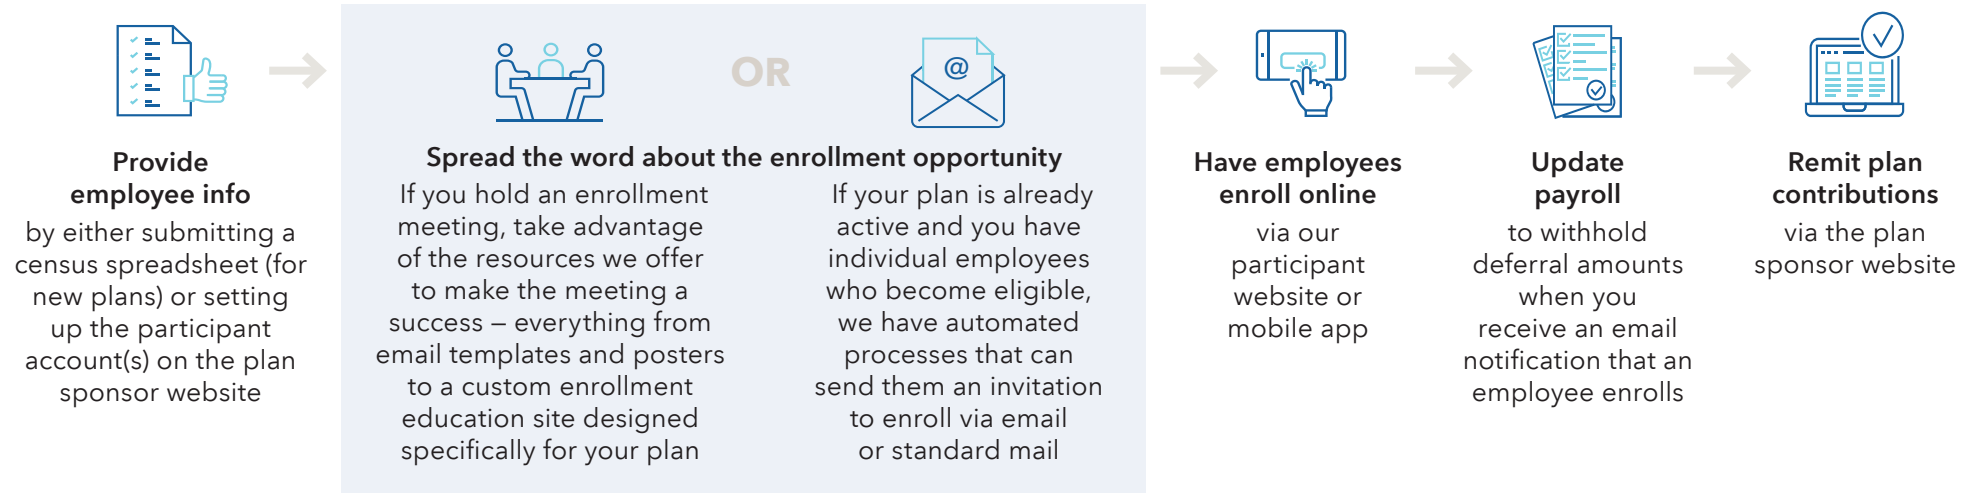 Provide
employee info
by either submitting a
census spreadsheet (for
new plans) or setting
up the participant
account(s) on the plan
sponsor website
OR
@
Spread the word about the enrollment opportunity
If you hold an enrollment
meeting, take advantage
of the resources we offer
to make the meeting a
success — everything from
email templates and posters
to a custom enrollment
education site designed
specifically for your plan
If your plan is already
active and you have
individual employees
who become eligible,
we have automated
processes that can
send them an invitation
to enroll via email
or standard mail
Have employees
enroll online
via our
participant
website or
mobile app
Update
payroll
to withhold
deferral amounts
when you
receive an email
notification that an
employee enrolls
Remit plan
contributions
via the plan
sponsor website